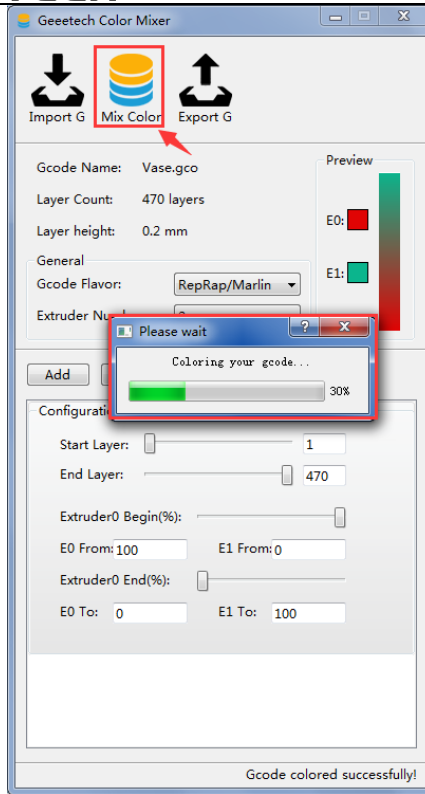 Geeetech Color Mixer
Import G Mix Color Export G
Gcode Name: Vase.gco
Layer Count: 470 layers
Layer height: 0.2 mm
Preview
E0:
E1:
General
Gcode Flavor: RepRap/Marlin
Extruder Nu
Please wait
Coloring your gcode...
30%
Add
Configurati
Start Layer: 1
End Layer: 470
Extruder0 Begin(%):
E0 From: 100 E1 From: 0
Extruder0 End(%):
E0 To: 0 E1 To: 100
Gcode colored successfully!